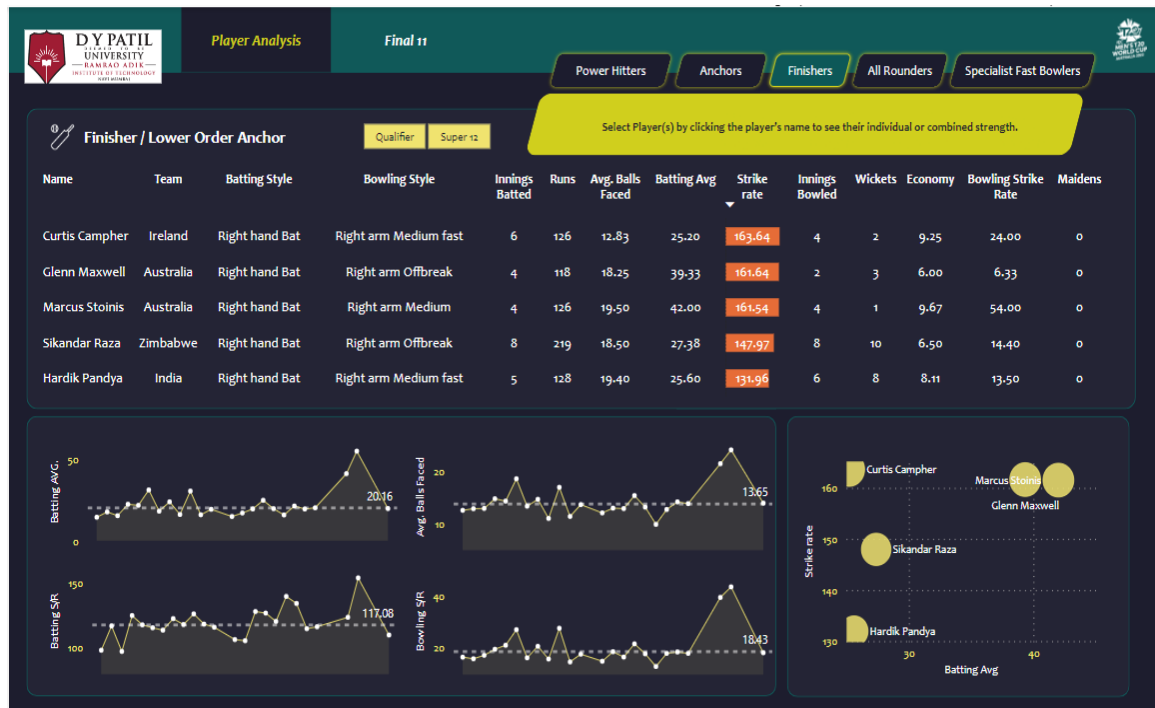 D Y PATIL
DEEMED TO BE
UNIVERSITY
— RAMRAO ADIK —
INSTITUTE OF TECHNOLOGY
NAVI MUMBAI
Player Analysis
Final 11
MEN'S T20
WORLD CUP
AUSTRALIA 2022
Power Hitters
Anchors
Finishers
All Rounders
Specialist Fast Bowlers
Select Player(s) by clicking the player's name to see their individual or combined strength.
Finisher / Lower Order Anchor
Qualifier
Super 12
Name Team Batting Style Bowling Style Innings Batted Runs Avg. Balls Faced Batting Avg Strike rate Innings Bowled Wickets Economy Bowling Strike Rate Maidens
Curtis Campher Ireland Right hand Bat Right arm Medium fast 6 126 12.83 25.20 163.64 4 2 9.25 24.00 0
Glenn Maxwell Australia Right hand Bat Right arm Offbreak 4 118 18.25 39.33 161.64 2 3 6.00 6.33 0
Marcus Stoinis Australia Right hand Bat Right arm Medium 4 126 19.50 42.00 161.54 4 1 9.67 54.00 0
Sikandar Raza Zimbabwe Right hand Bat Right arm Offbreak 8 219 18.50 27.38 147.97 8 10 6.50 14.40 0
Hardik Pandya India Right hand Bat Right arm Medium fast 5 128 19.40 25.60 131.96 6 8 8.11 13.50 0
Batting AVG.
50
0
20.16
Avg. Balls Faced
20
10
13.65
Batting S/R
150
100
117.08
Bowling S/R
40
20
18.43
Strike rate
160
150
140
130
Curtis Campher
Marcus Stoinis
Glenn Maxwell
Sikandar Raza
Hardik Pandya
30
40
Batting Avg